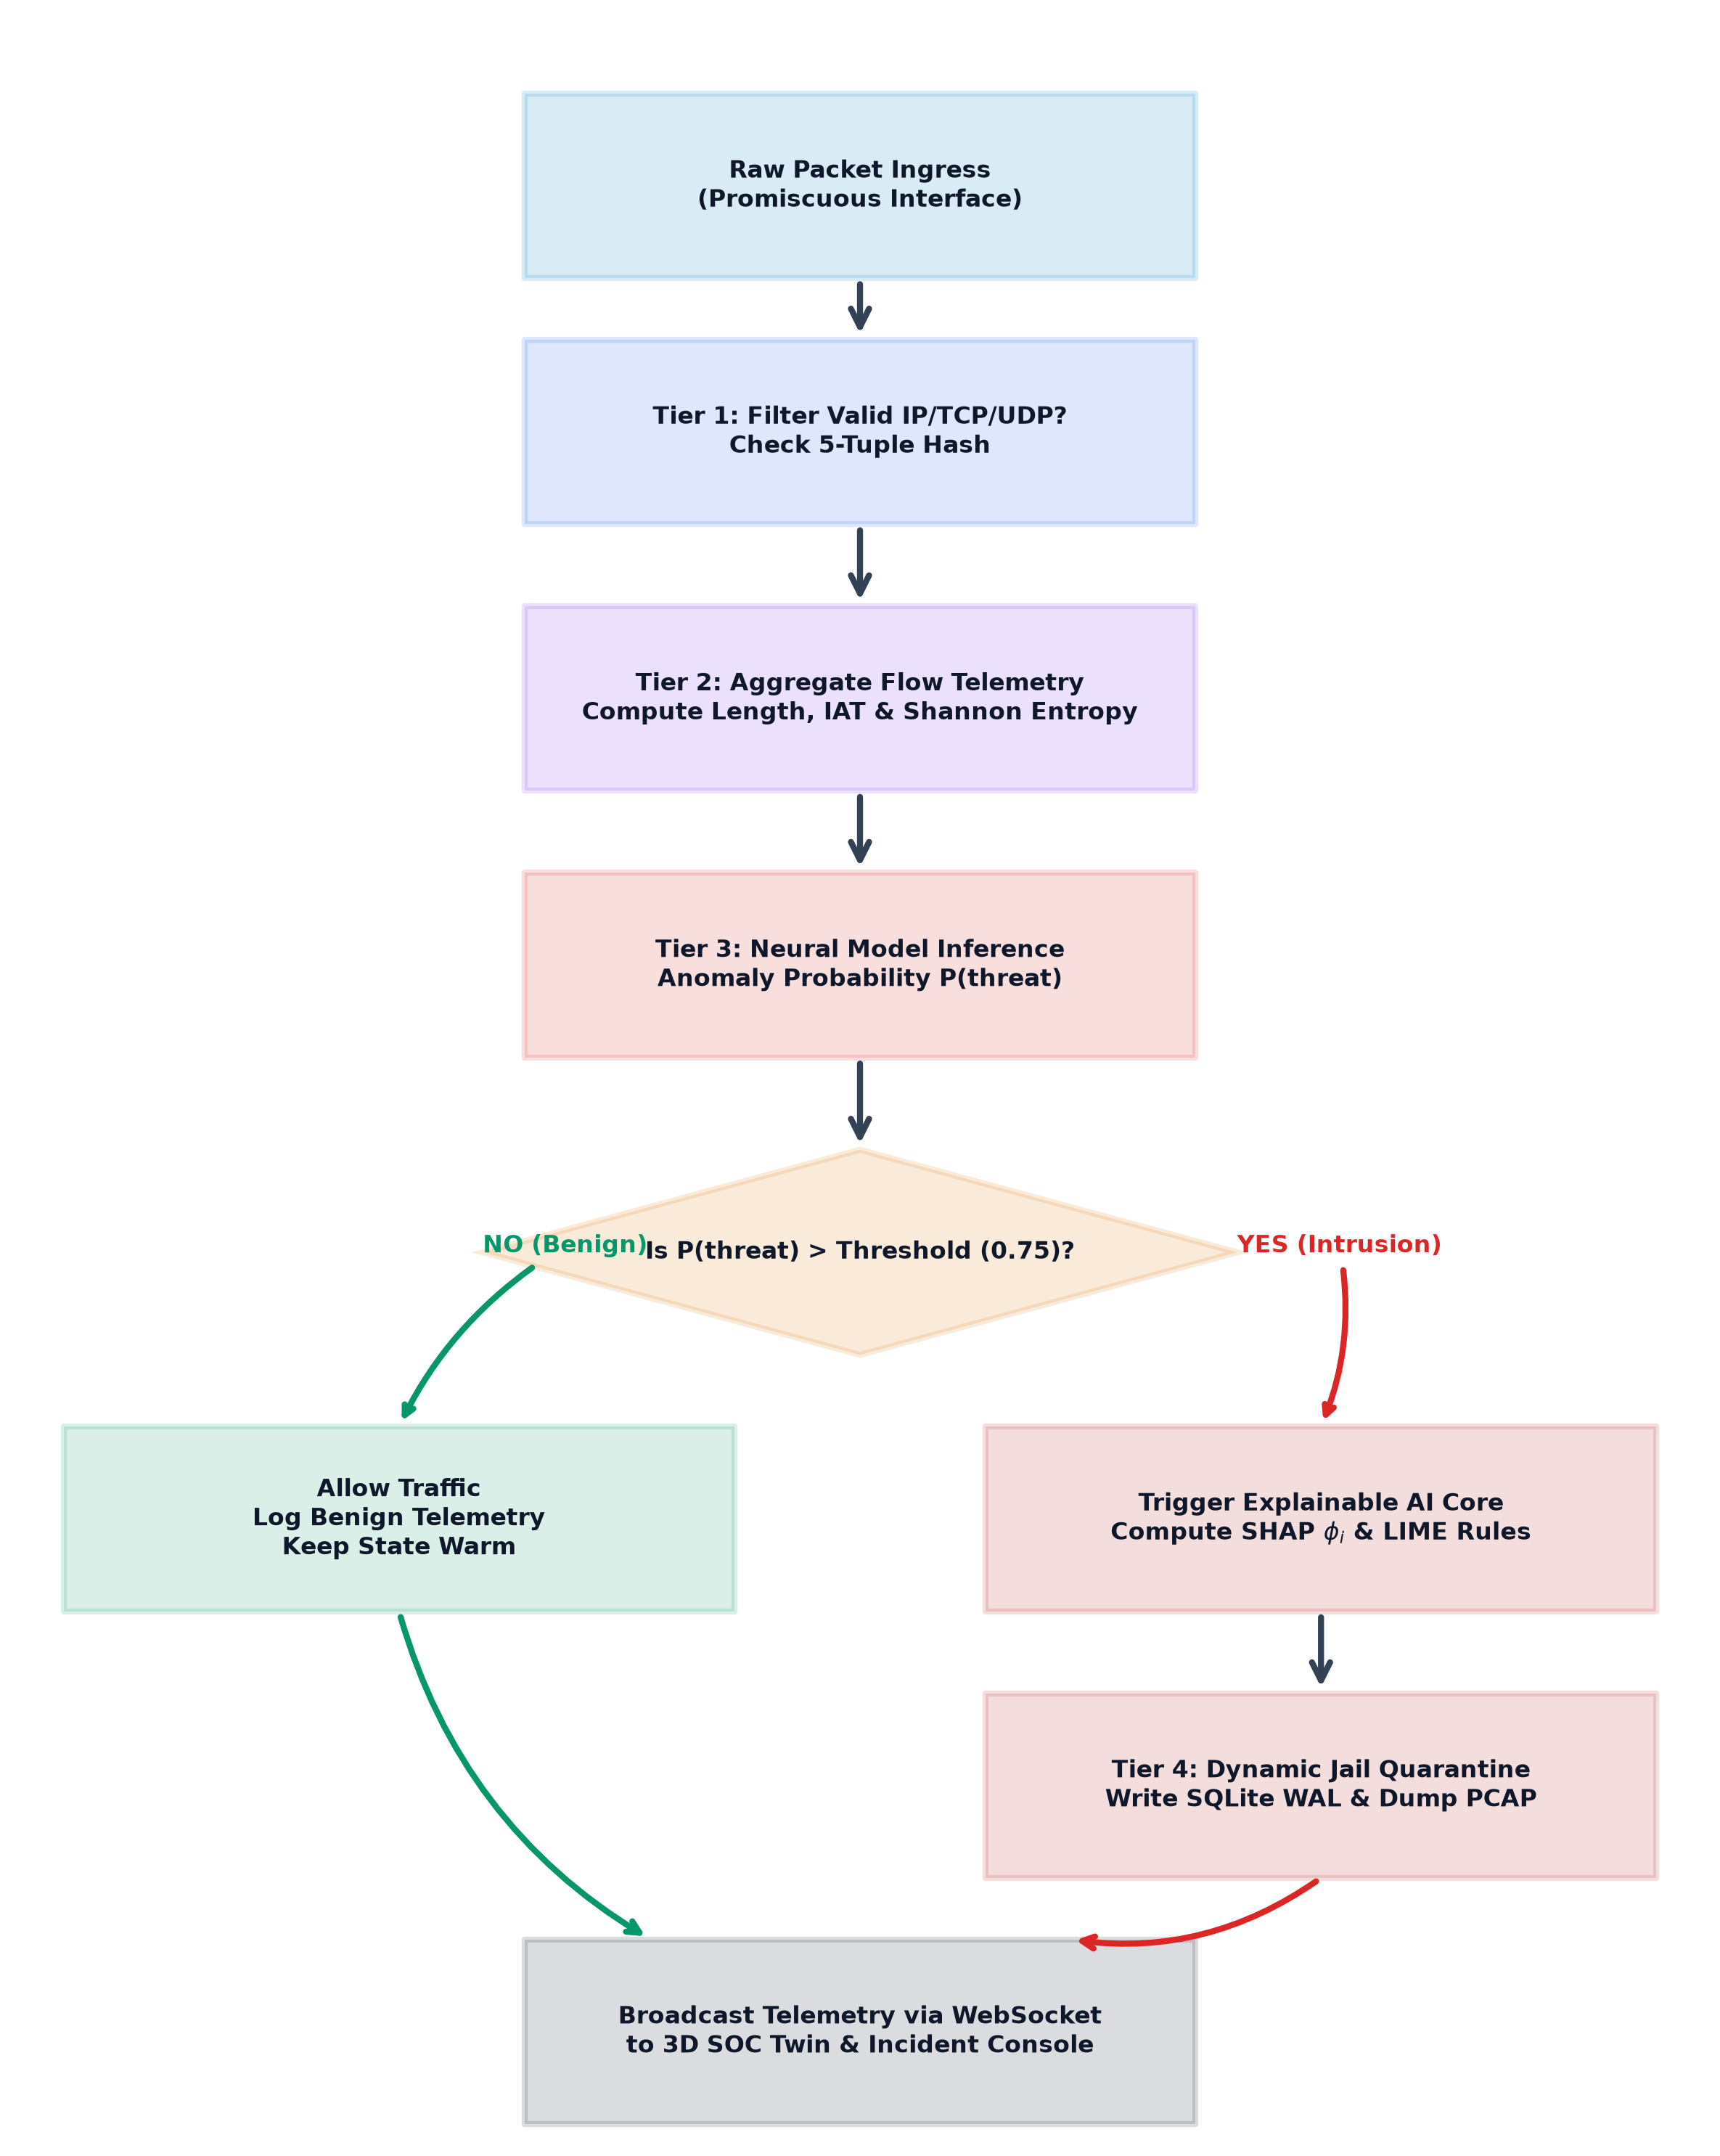 Raw Packet Ingress
(Promiscuous Interface)
Tier 1: Filter Valid IP/TCP/UDP?
Check 5-Tuple Hash
Tier 2: Aggregate Flow Telemetry
Compute Length, IAT & Shannon Entropy
Tier 3: Neural Model Inference
Anomaly Probability P(threat)
NO (Benign)
Is P(threat) > Threshold (0.75)?
YES (Intrusion)
Allow Traffic
Log Benign Telemetry
Keep State Warm
Trigger Explainable AI Core
Compute SHAP ϕᵢ & LIME Rules
Tier 4: Dynamic Jail Quarantine
Write SQLite WAL & Dump PCAP
Broadcast Telemetry via WebSocket
to 3D SOC Twin & Incident Console